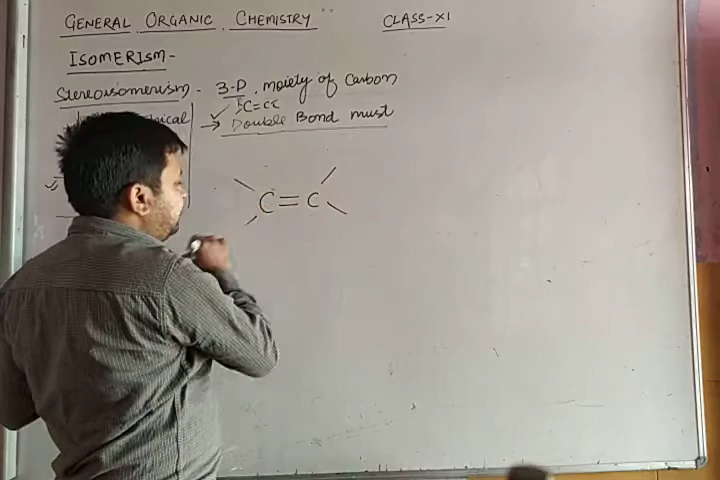 GENERAL ORGANIC CHEMISTRY CLASS-XI
ISOMERISM-
Stereoisomerism - 3-D. moiety of Carbon
C=C
✓ → Double Bond must
C=C